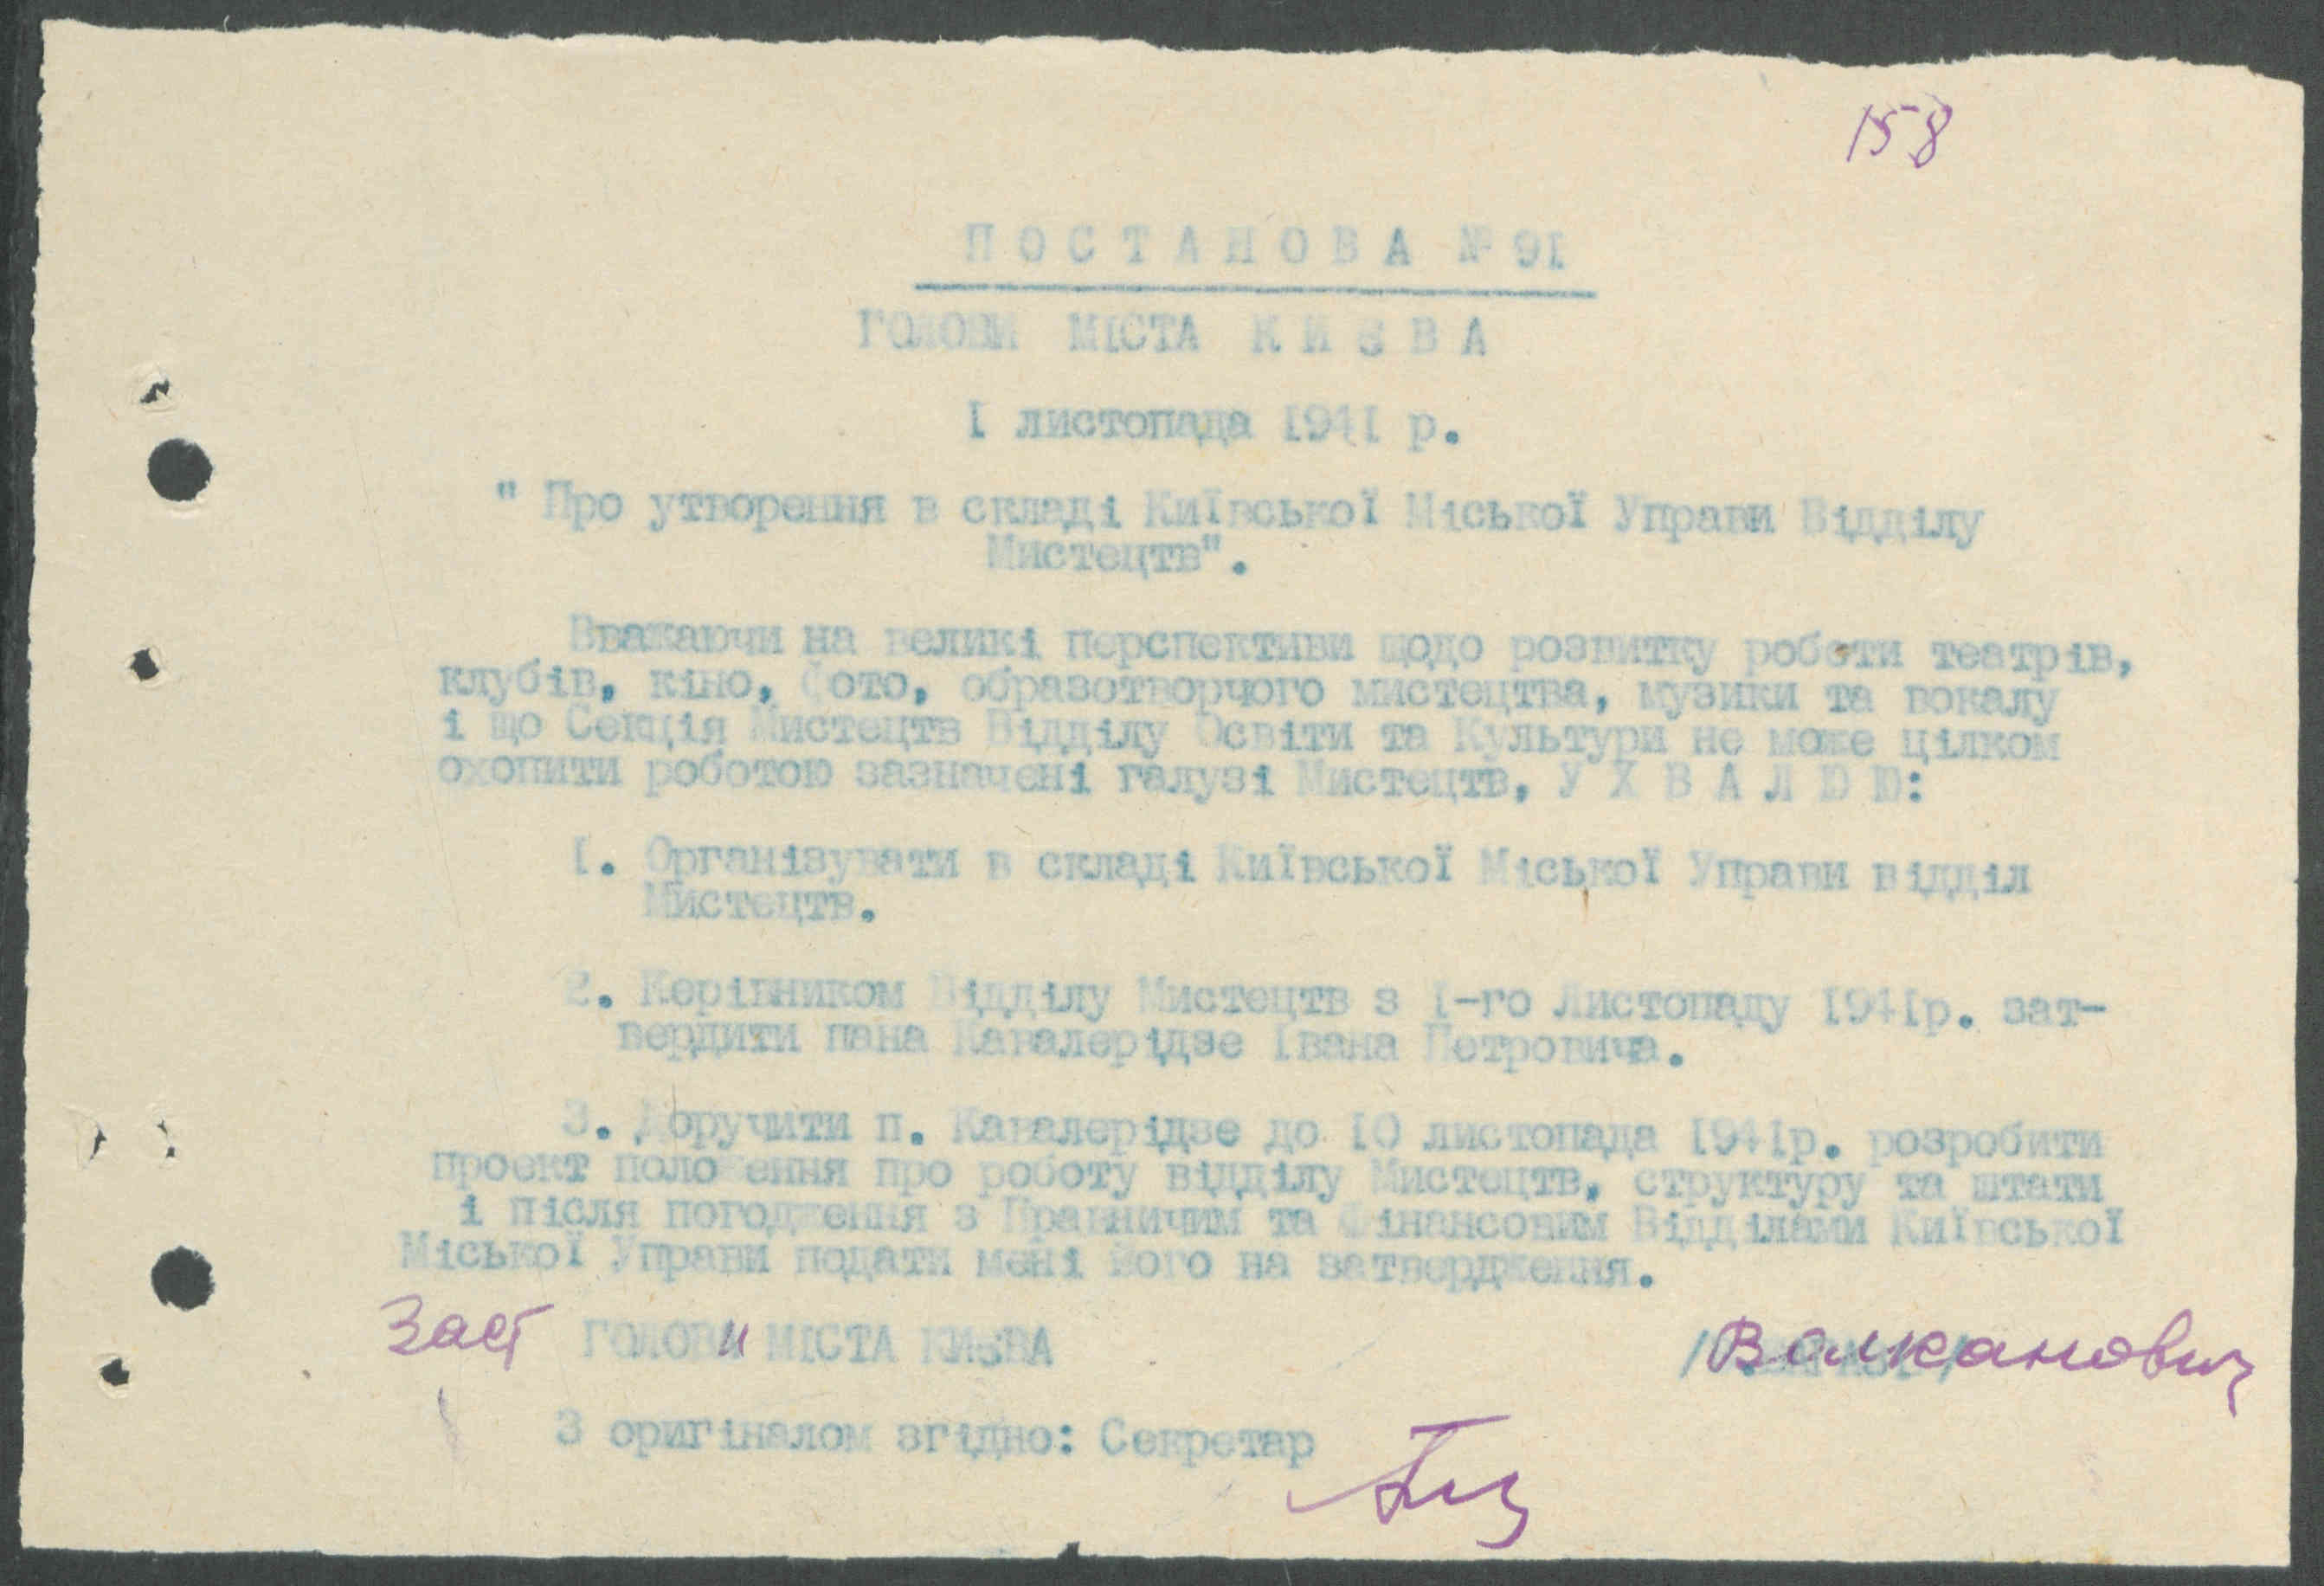 158
ПОСТАНОВА № 91
ГОЛОВИ МІСТА КИЄВА
1 листопада 1941 р.
" Про утворення в складі Київської Міської Управи Відділу
Мистецтв".
Вважаючи на великі перспективи щодо розвитку роботи театрів,
клубів, кіно, фото, образотворчого мистецтва, музики та вокалу
і що Секція Мистецтв Відділу Освіти та Культури не може цілком
охопити роботою зазначені галузі Мистецтв, У Х В А Л Ю Ю:
1. Організувати в складі Київської Міської Управи відділ
Мистецтв.
2. Керівником Відділу Мистецтв з 1-го Листопаду 1941р. зат-
вердити пана Кавалерідзе Івана Петровича.
3. Доручити п. Кавалерідзе до 10 листопада 1941р. розробити
проект положення про роботу відділу Мистецтв, структуру та штати
і після погодження з Правничим та Фінансовим Відділами Київської
Міської Управи подати мені його на затвердження.
Заст ГОЛОВИ МІСТА КИЄВА
З оригіналом згідно: Секретар